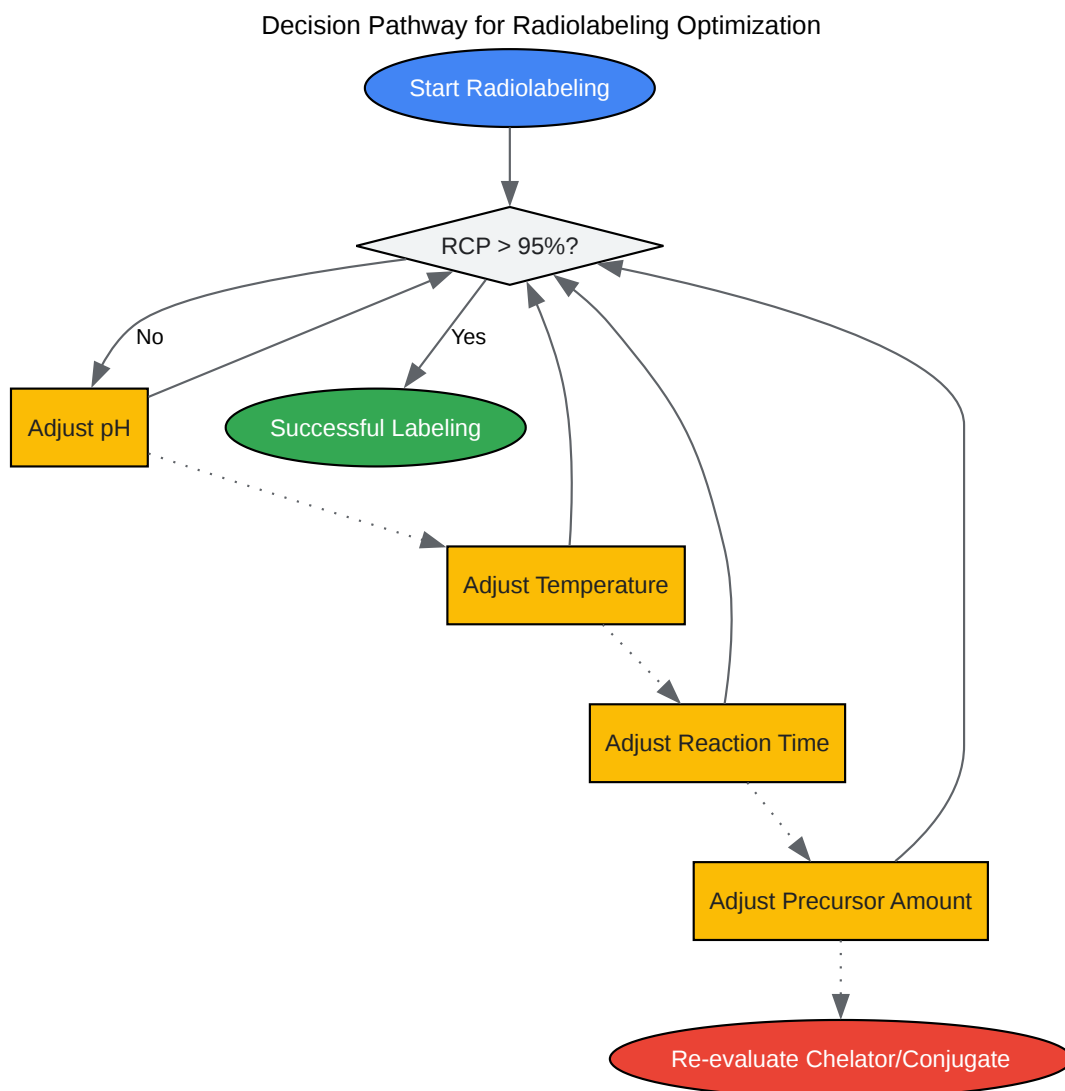 Decision Pathway for Radiolabeling Optimization
Start Radiolabeling
RCP > 95%?
No
Yes
Adjust pH
Successful Labeling
Adjust Temperature
Adjust Reaction Time
Adjust Precursor Amount
Re-evaluate Chelator/Conjugate